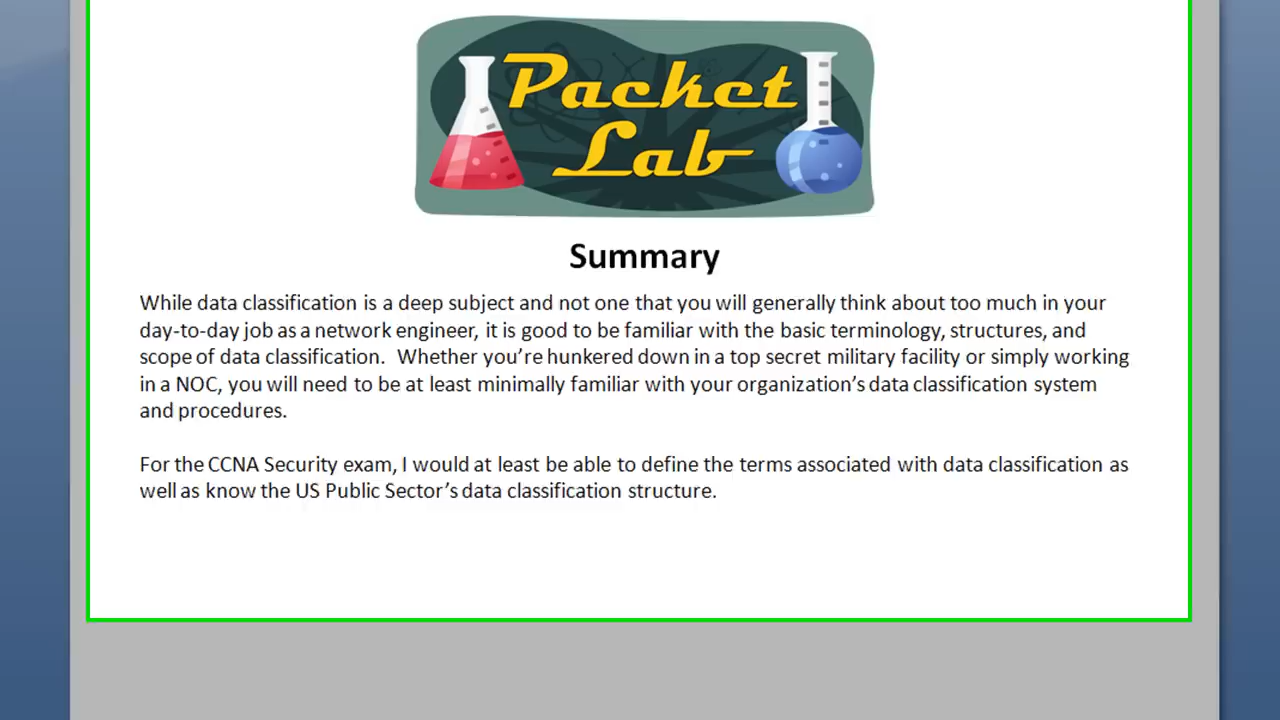 Packet
Lab
Summary
While data classification is a deep subject and not one that you will generally think about too much in your
day-to-day job as a network engineer, it is good to be familiar with the basic terminology, structures, and
scope of data classification.  Whether you’re hunkered down in a top secret military facility or simply working
in a NOC, you will need to be at least minimally familiar with your organization’s data classification system
and procedures.
For the CCNA Security exam, I would at least be able to define the terms associated with data classification as
well as know the US Public Sector’s data classification structure.